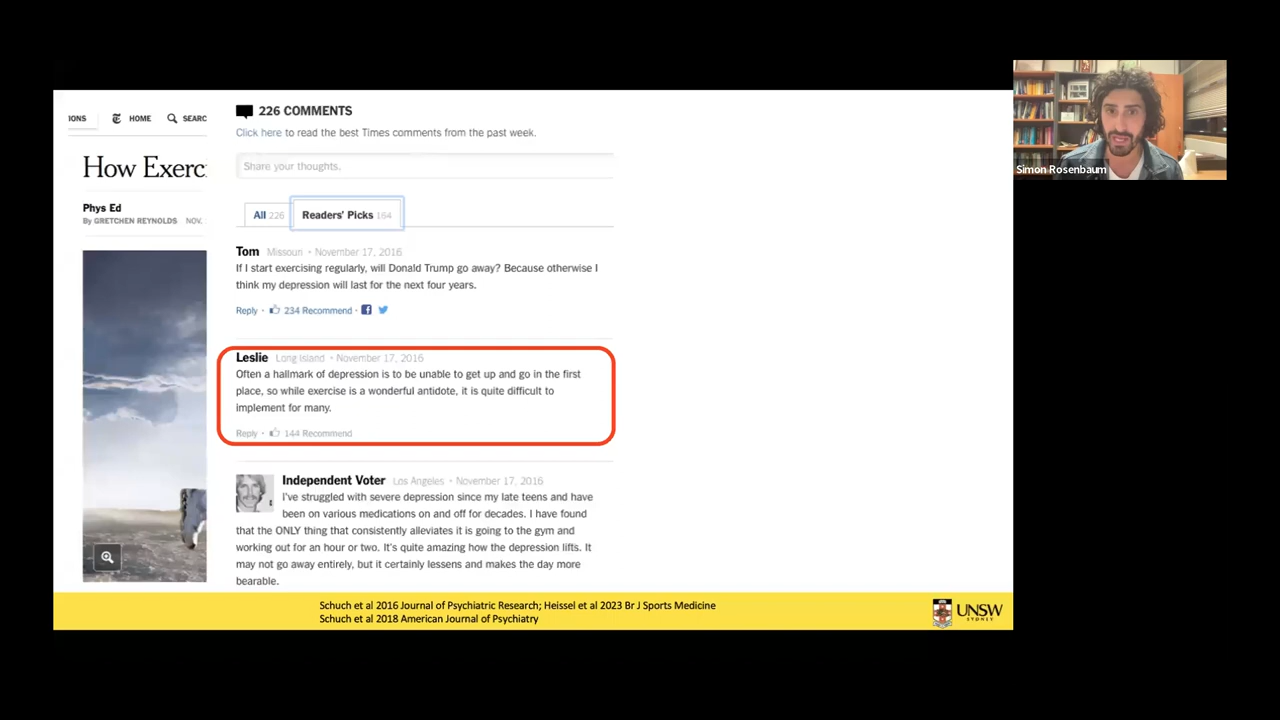 IONS
HOME
SEARC
How Exerc
Phys Ed
By GRETCHEN REYNOLDS NOV.
226 COMMENTS
Click here to read the best Times comments from the past week.
Share your thoughts.
All 226
Readers' Picks 164
Tom Missouri • November 17, 2016
If I start exercising regularly, will Donald Trump go away? Because otherwise I
think my depression will last for the next four years.
Reply • 234 Recommend •
Leslie Long Island • November 17, 2016
Often a hallmark of depression is to be unable to get up and go in the first
place, so while exercise is a wonderful antidote, it is quite difficult to
implement for many.
Reply • 144 Recommend
Independent Voter Los Angeles • November 17, 2016
I've struggled with severe depression since my late teens and have
been on various medications on and off for decades. I have found
that the ONLY thing that consistently alleviates it is going to the gym and
working out for an hour or two. It's quite amazing how the depression lifts. It
may not go away entirely, but it certainly lessens and makes the day more
bearable.
Schuch et al 2016 Journal of Psychiatric Research; Heissel et al 2023 Br J Sports Medicine
Schuch et al 2018 American Journal of Psychiatry
UNSW
SYDNEY
Simon Rosenbaum